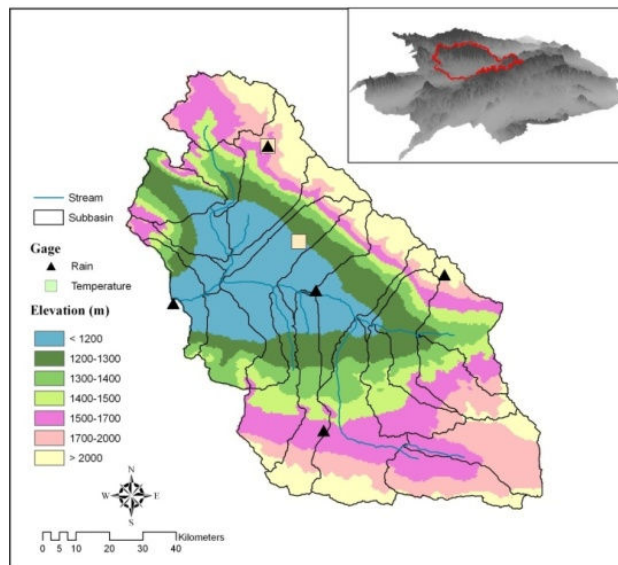 Stream
Subbasin
Gage
Rain
Temperature
Elevation (m)
< 1200
1200-1300
1300-1400
1400-1500
1500-1700
1700-2000
> 2000
N
W E
S
Kilometers
0 5 10 20 30 40